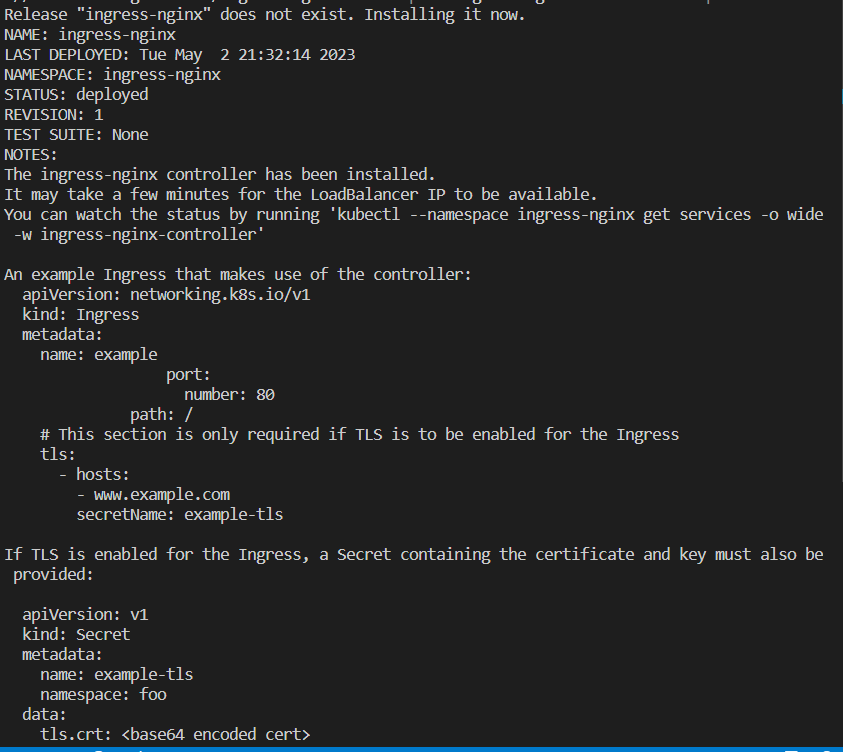 Release "ingress-nginx" does not exist. Installing it now.
NAME: ingress-nginx
LAST DEPLOYED: Tue May  2 21:32:14 2023
NAMESPACE: ingress-nginx
STATUS: deployed
REVISION: 1
TEST SUITE: None
NOTES:
The ingress-nginx controller has been installed.
It may take a few minutes for the LoadBalancer IP to be available.
You can watch the status by running 'kubectl --namespace ingress-nginx get services -o wide
 -w ingress-nginx-controller'

An example Ingress that makes use of the controller:
  apiVersion: networking.k8s.io/v1
  kind: Ingress
  metadata:
    name: example
                  port:
                    number: 80
              path: /
    # This section is only required if TLS is to be enabled for the Ingress
    tls:
      - hosts:
        - www.example.com
        secretName: example-tls

If TLS is enabled for the Ingress, a Secret containing the certificate and key must also be
 provided:

  apiVersion: v1
  kind: Secret
  metadata:
    name: example-tls
    namespace: foo
  data:
    tls.crt: <base64 encoded cert>